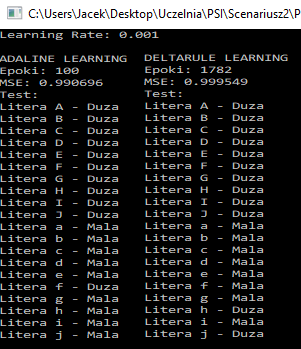 C:\Users\Jacek\Desktop\Uczelnia\PSI\Scenariusz2\P
Learning Rate: 0.001
ADALINE LEARNING DELTARULE LEARNING
Epoki: 100 Epoki: 1782
MSE: 0.990696 MSE: 0.999549
Test: Test:
Litera A - Duza Litera A - Duza
Litera B - Duza Litera B - Duza
Litera C - Duza Litera C - Duza
Litera D - Duza Litera D - Duza
Litera E - Duza Litera E - Duza
Litera F - Duza Litera F - Duza
Litera G - Duza Litera G - Duza
Litera H - Duza Litera H - Duza
Litera I - Duza Litera I - Duza
Litera J - Duza Litera J - Duza
Litera a - Mala Litera a - Mala
Litera b - Mala Litera b - Mala
Litera c - Mala Litera c - Mala
Litera d - Mala Litera d - Mala
Litera e - Mala Litera e - Mala
Litera f - Duza Litera f - Mala
Litera g - Mala Litera g - Mala
Litera h - Mala Litera h - Duza
Litera i - Mala Litera i - Mala
Litera j - Mala Litera j - Duza